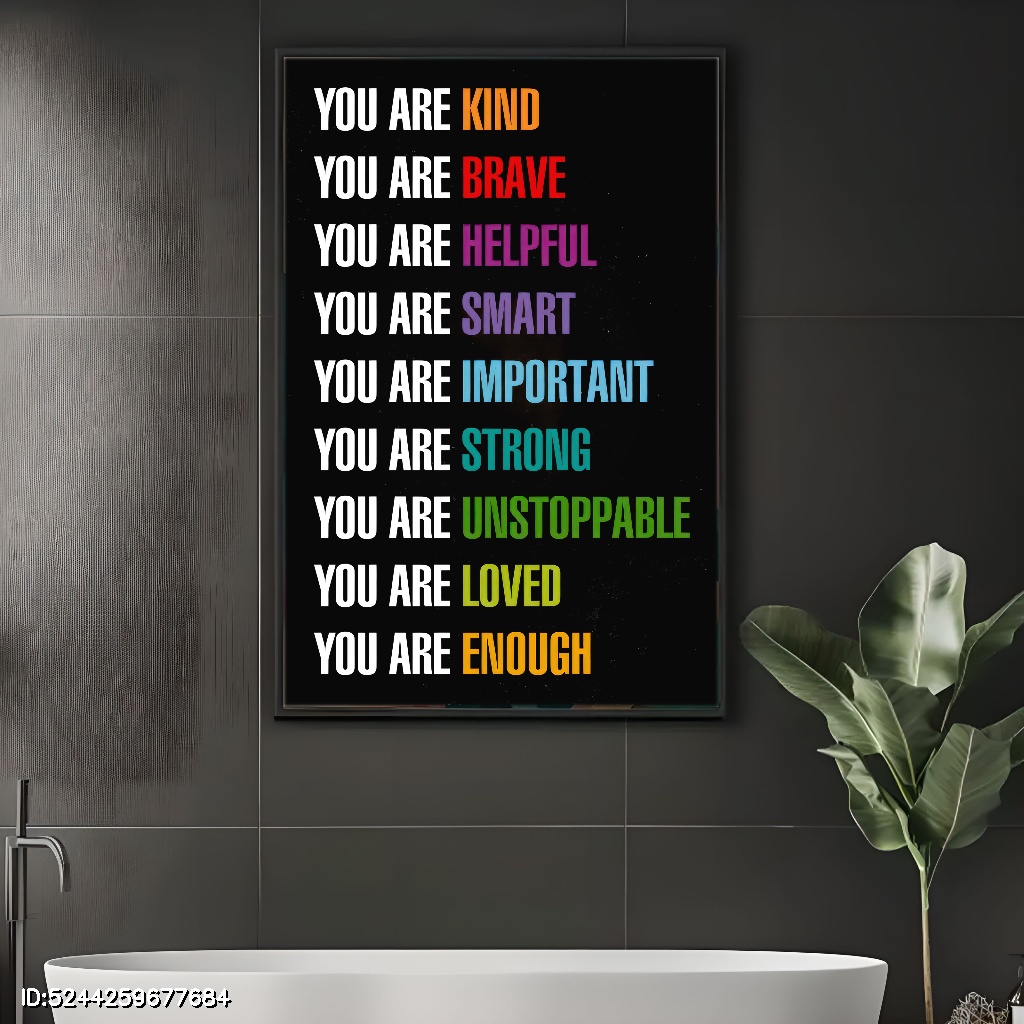 YOU ARE KIND
YOU ARE BRAVE
YOU ARE HELPFUL
YOU ARE SMART
YOU ARE IMPORTANT
YOU ARE STRONG
YOU ARE UNSTOPPABLE
YOU ARE LOVED
YOU ARE ENOUGH
ID:5244259677684